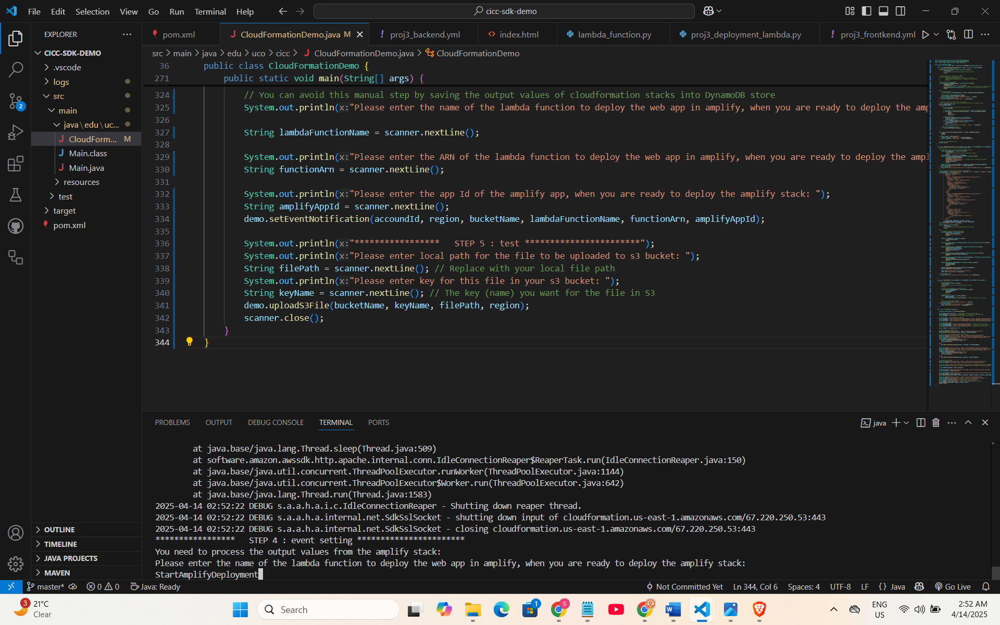 File Edit Selection View Go Run Terminal Help
cicc-sdk-demo
EXPLORER
CICC-SDK-DEMO
.vscode
logs
src
main
java\edu\uc...
CloudForm... M
Main.class
Main.java
resources
test
target
pom.xml
OUTLINE
TIMELINE
JAVA PROJECTS
MAVEN
2
pom.xml
CloudFormationDemo.java M
proj3_backend.yml
index.html
lambda_function.py
proj3_deployment_lambda.py
proj3_frontkend.yml
src > main > java > edu > uco > cicc > CloudFormationDemo.java > CloudFormationDemo
36 public class CloudFormationDemo {
271 public static void main(String[] args) {
324 // You can avoid this manual step by saving the output values of cloudformation stacks into DynamoDB store
325 System.out.println(x:"Please enter the name of the lambda function to deploy the web app in amplify, when you are ready to deploy the amp
326
327 String lambdaFunctionName = scanner.nextLine();
328
329 System.out.println(x:"Please enter the ARN of the lambda function to deploy the web app in amplify, when you are ready to deploy the ampl
330 String functionArn = scanner.nextLine();
331
332 System.out.println(x:"Please enter the app Id of the amplify app, when you are ready to deploy the amplify stack: ");
333 String amplifyAppId = scanner.nextLine();
334 demo.setEventNotification(accoundId, region, bucketName, lambdaFunctionName, functionArn, amplifyAppId);
335
336 System.out.println(x:"*****************   STEP 5 : test ***********************");
337 System.out.println(x:"Please enter local path for the file to be uploaded to s3 bucket: ");
338 String filePath = scanner.nextLine(); // Replace with your local file path
339 System.out.println(x:"Please enter key for this file in your s3 bucket: ");
340 String keyName = scanner.nextLine(); // The key (name) you want for the file in S3
341 demo.uploadS3File(bucketName, keyName, filePath, region);
342 scanner.close();
343 }
344 }
PROBLEMS OUTPUT DEBUG CONSOLE TERMINAL PORTS
java
at java.base/java.lang.Thread.sleep(Thread.java:509)
at software.amazon.awssdk.http.apache.internal.conn.IdleConnectionReaper$ReaperTask.run(IdleConnectionReaper.java:150)
at java.base/java.util.concurrent.ThreadPoolExecutor.runWorker(ThreadPoolExecutor.java:1144)
at java.base/java.util.concurrent.ThreadPoolExecutor$Worker.run(ThreadPoolExecutor.java:642)
at java.base/java.lang.Thread.run(Thread.java:1583)
2025-04-14 02:52:22 DEBUG s.a.a.h.a.i.c.IdleConnectionReaper - Shutting down reaper thread.
2025-04-14 02:52:22 DEBUG s.a.a.h.a.internal.net.SdkSslSocket - shutting down input of cloudformation.us-east-1.amazonaws.com/67.220.250.53:443
2025-04-14 02:52:22 DEBUG s.a.a.h.a.internal.net.SdkSslSocket - closing cloudformation.us-east-1.amazonaws.com/67.220.250.53:443
*****************   STEP 4 : event setting ***********************
You need to process the output values from the amplify stack:
Please enter the name of the lambda function to deploy the web app in amplify, when you are ready to deploy the amplify stack:
StartAmplifyDeployment
master* 0 0 Java: Ready
Not Committed Yet Ln 344, Col 6 Spaces: 4 UTF-8 LF {} Java Go Live
3
21°C
Clear
Search
1
S
ENG
US
2:52 AM
4/14/2025